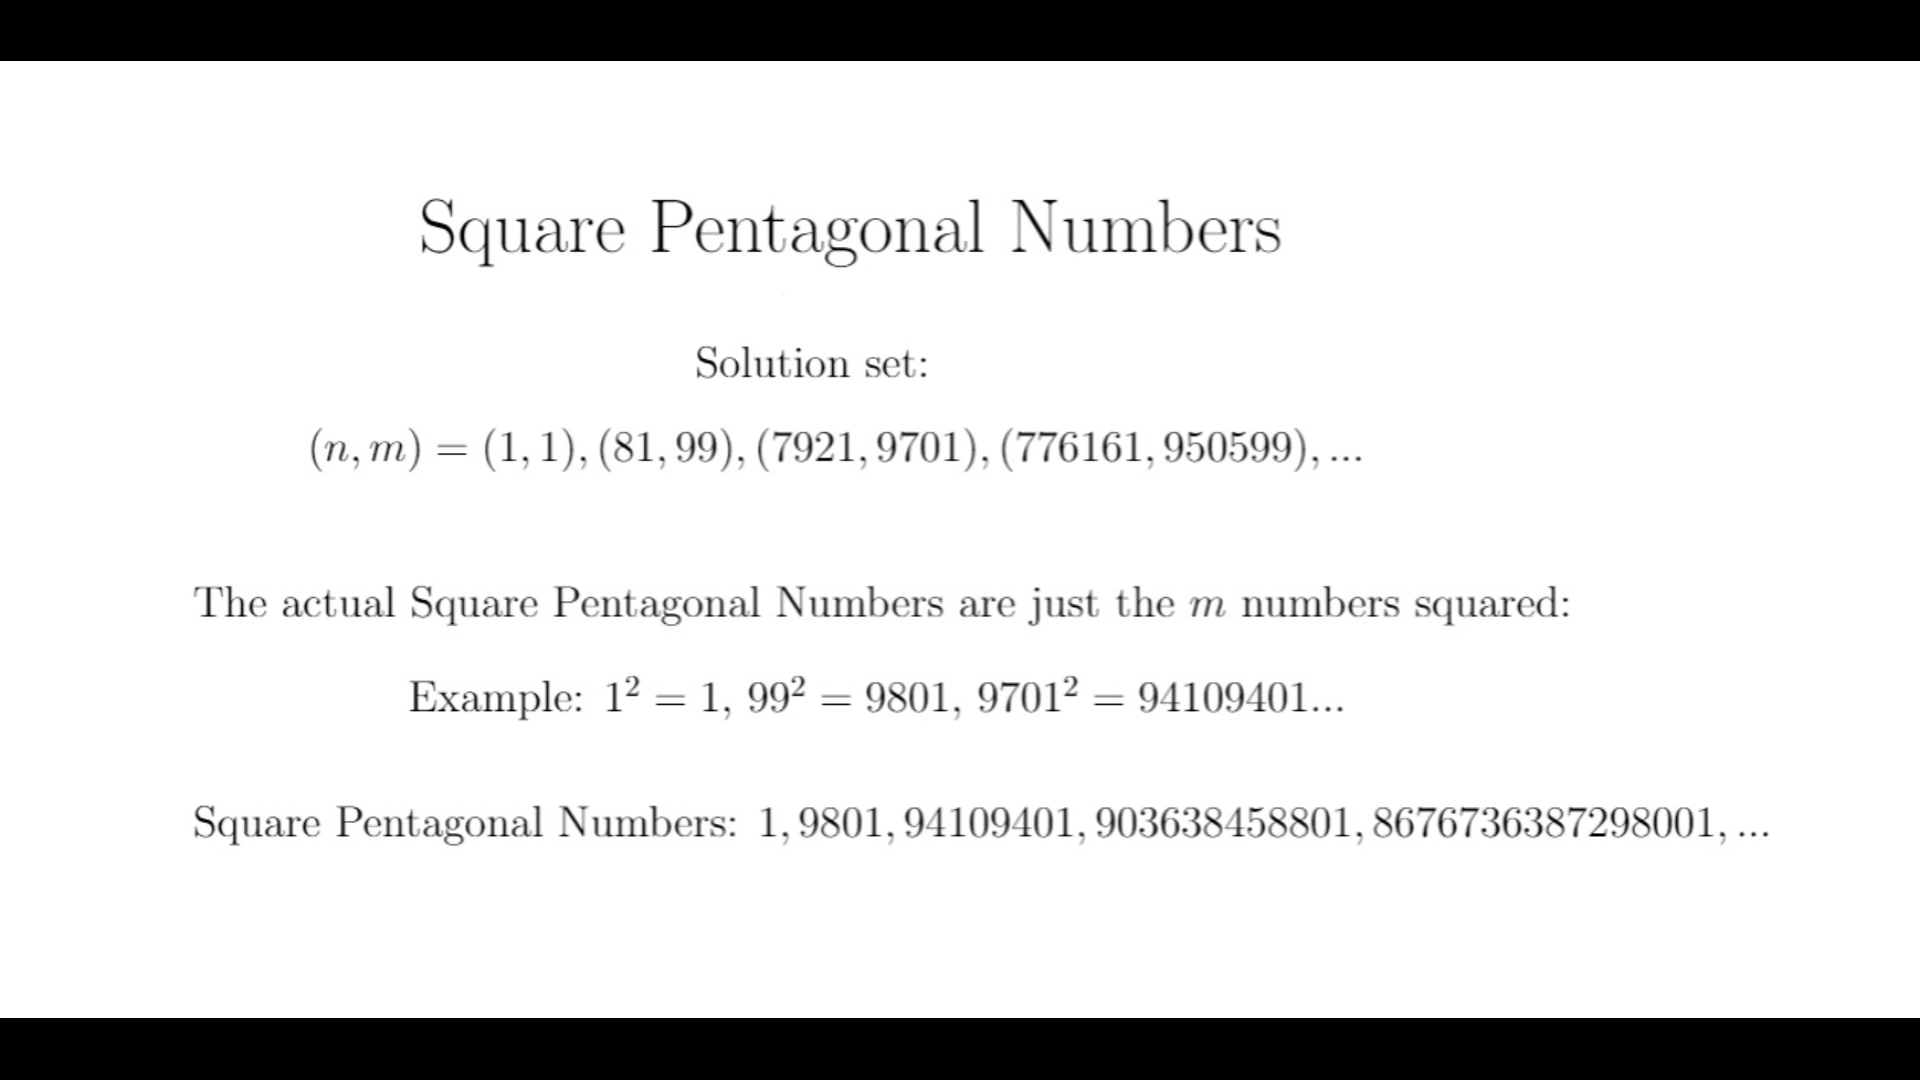 Square Pentagonal Numbers
Solution set:
(n, m) = (1, 1), (81, 99), (7921, 9701), (776161, 950599), ...
The actual Square Pentagonal Numbers are just the m numbers squared:
Example: 1² = 1, 99² = 9801, 9701² = 94109401...
Square Pentagonal Numbers: 1, 9801, 94109401, 903638458801, 8676736387298001, ...